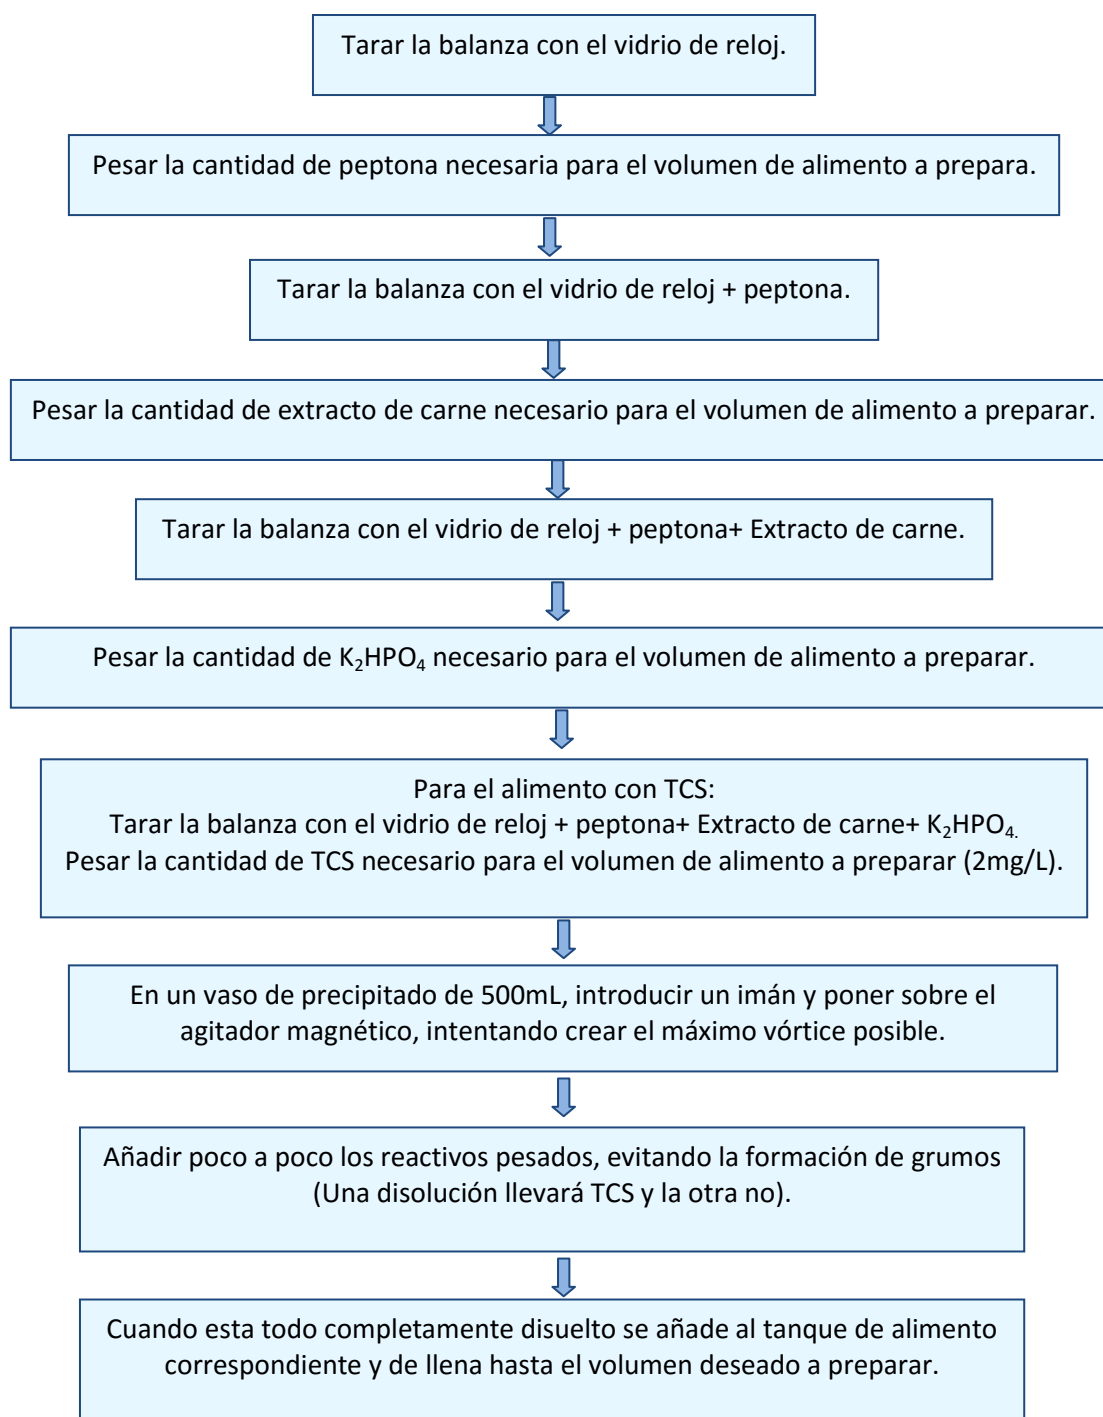 Tarar la balanza con el vidrio de reloj.
Pesar la cantidad de peptona necesaria para el volumen de alimento a prepara.
Tarar la balanza con el vidrio de reloj + peptona.
Pesar la cantidad de extracto de carne necesario para el volumen de alimento a preparar.
Tarar la balanza con el vidrio de reloj + peptona+ Extracto de carne.
Pesar la cantidad de K₂HPO₄ necesario para el volumen de alimento a preparar.
Para el alimento con TCS:
Tarar la balanza con el vidrio de reloj + peptona+ Extracto de carne+ K₂HPO₄.
Pesar la cantidad de TCS necesario para el volumen de alimento a preparar (2mg/L).
En un vaso de precipitado de 500mL, introducir un imán y poner sobre el
agitador magnético, intentando crear el máximo vórtice posible.
Añadir poco a poco los reactivos pesados, evitando la formación de grumos
(Una disolución llevará TCS y la otra no).
Cuando esta todo completamente disuelto se añade al tanque de alimento
correspondiente y de llena hasta el volumen deseado a preparar.